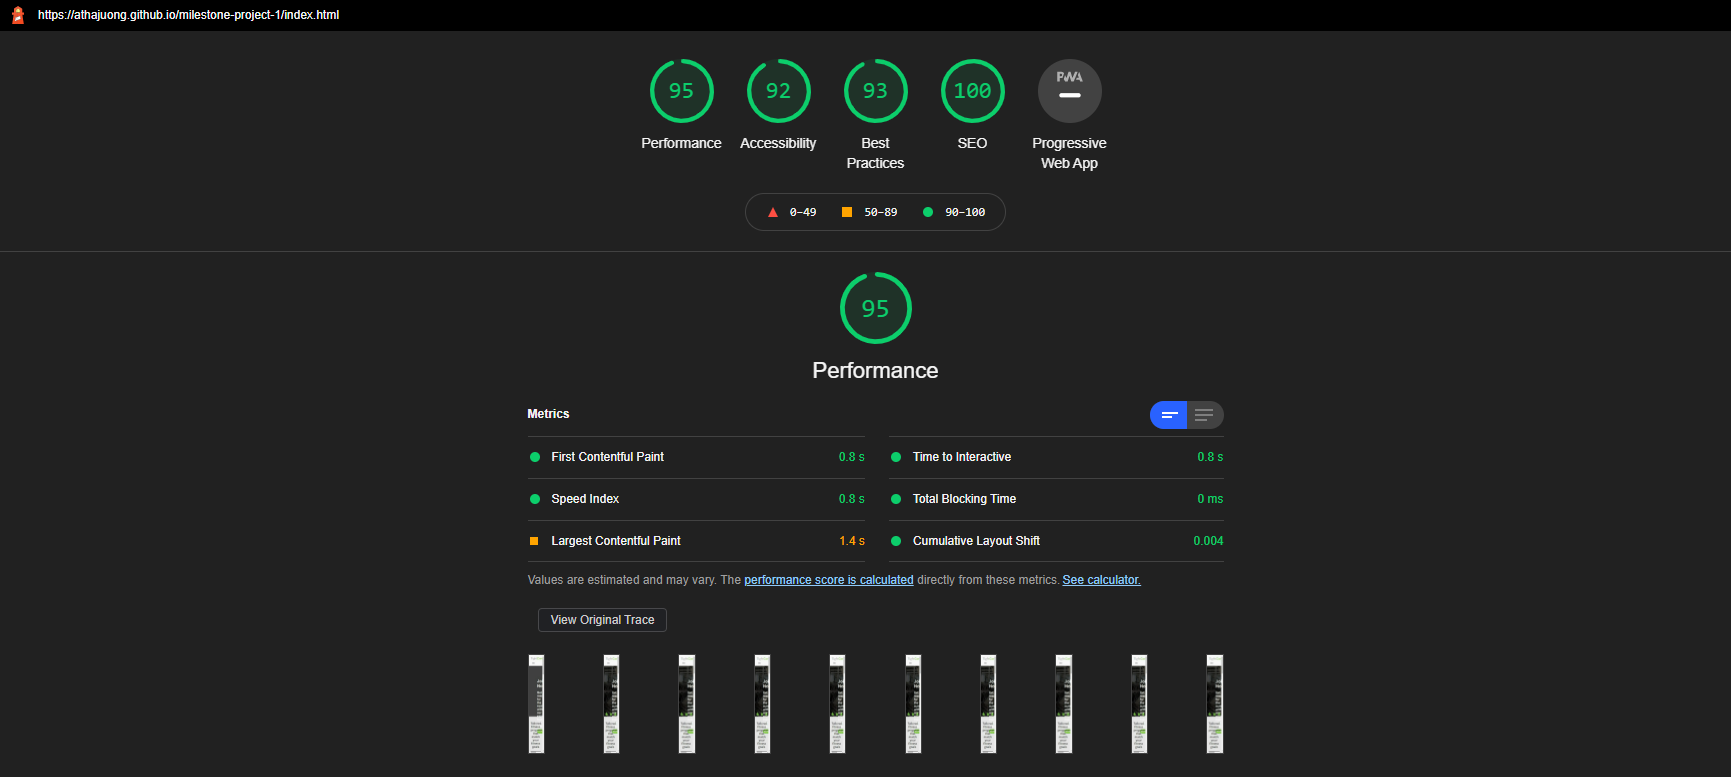 https://athajuong.github.io/milestone-project-1/index.html
95
92
93
100
PWA
Performance
Accessibility
Best
Practices
SEO
Progressive
Web App
0–49
50–89
90–100
95
Performance
Metrics
First Contentful Paint
0.8 s
Time to Interactive
0.8 s
Speed Index
0.8 s
Total Blocking Time
0 ms
Largest Contentful Paint
1.4 s
Cumulative Layout Shift
0.004
Values are estimated and may vary. The performance score is calculated directly from these metrics. See calculator.
View Original Trace